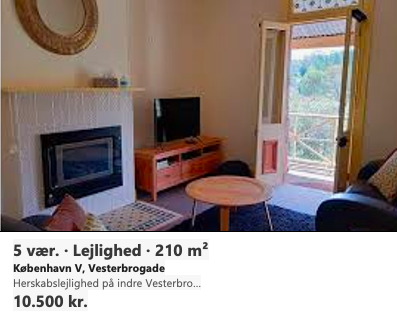 5 vær. · Lejlighed · 210 m²
København V, Vesterbrogade
Herskabslejlighed på indre Vesterbro...
10.500 kr.